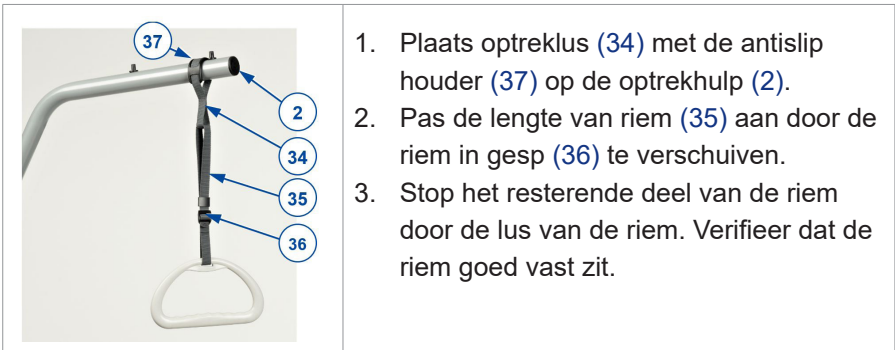 37
2
34
35
36
1. Plaats optreklus (34) met de antislip
houder (37) op de optrekhulp (2).
2. Pas de lengte van riem (35) aan door de
riem in gesp (36) te verschuiven.
3. Stop het resterende deel van de riem
door de lus van de riem. Verifieer dat de
riem goed vast zit.